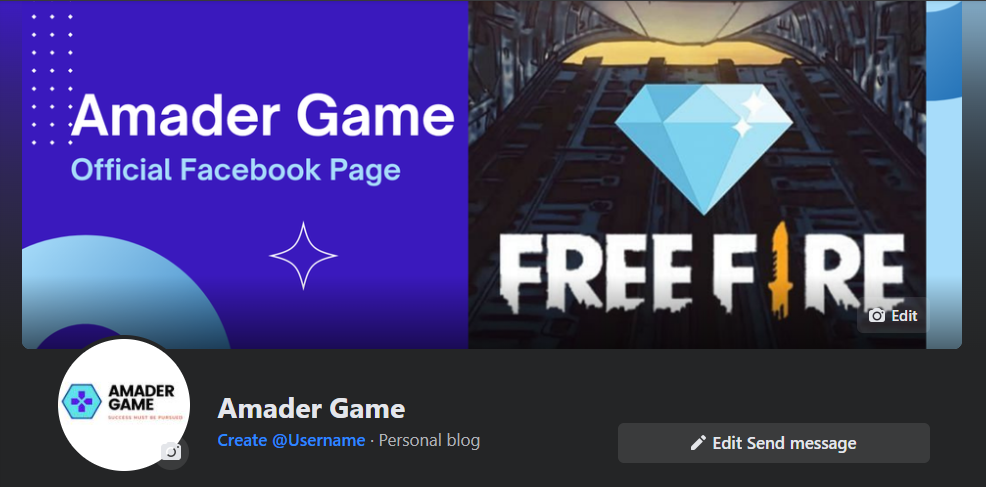 Amader Game
Official Facebook Page
FREE FIRE
Edit
AMADER
GAME
SUCCESS MUST BE PURSUED
Amader Game
Create @Username · Personal blog
Edit Send message